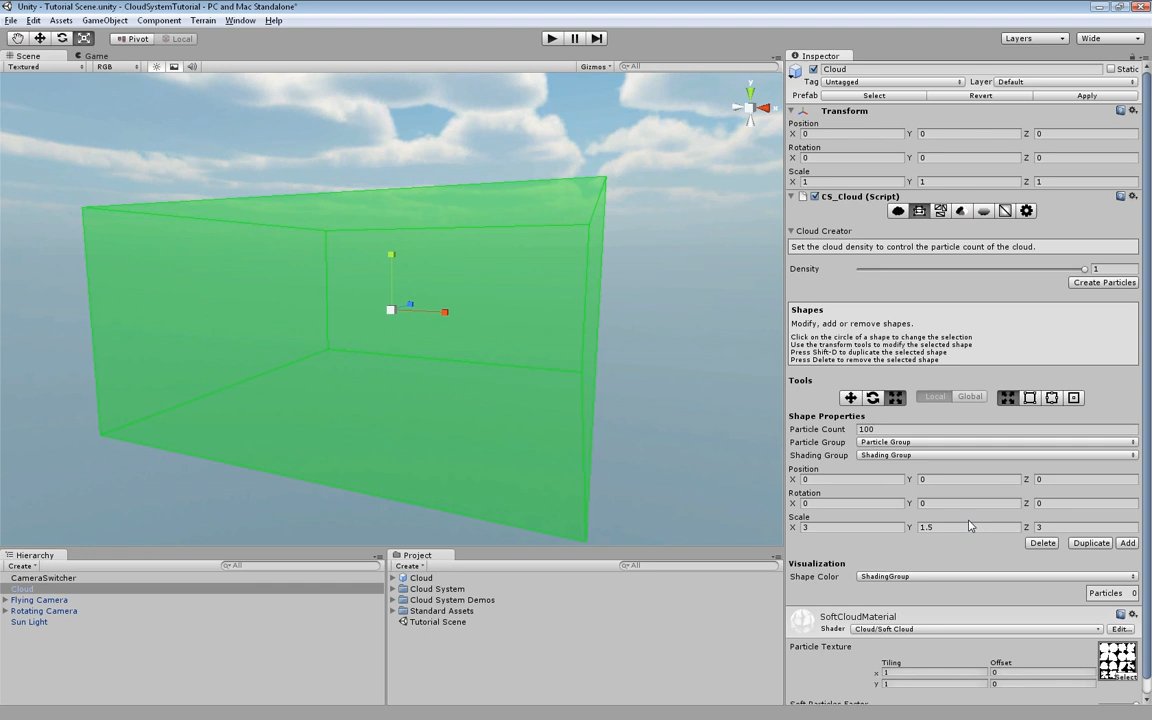 Unity - Tutorial Scene.unity - CloudSystemTutorial - PC and Mac Standalone*
File Edit Assets GameObject Component Terrain Window Help
Pivot Local Layers Wide
Scene Game
Textured RGB Gizmos All
y
x
Inspector
Cloud Static
Tag Untagged Layer Default
Prefab Select Revert Apply
Transform
Position
X 0 Y 0 Z 0
Rotation
X 0 Y 0 Z 0
Scale
X 1 Y 1 Z 1
CS_Cloud (Script)
Cloud Creator
Set the cloud density to control the particle count of the cloud.
Density 1
Create Particles
Shapes
Modify, add or remove shapes.
Click on the circle of a shape to change the selection
Use the transform tools to modify the selected shape
Press Shift-D to duplicate the selected shape
Press Delete to remove the selected shape
Tools
Local Global
Shape Properties
Particle Count 100
Particle Group Particle Group
Shading Group Shading Group
Position
X 0 Y 0 Z 0
Rotation
X 0 Y 0 Z 0
Scale
X 3 Y 1.5 Z 3
Delete Duplicate Add
Visualization
Shape Color ShadingGroup
Particles 0
SoftCloudMaterial
Shader Cloud/Soft Cloud Edit...
Particle Texture
Tiling Offset
x 1 0
y 1 0
Select
Hierarchy
Create All
CameraSwitcher
Cloud
Flying Camera
Rotating Camera
Sun Light
Project
Create All
Cloud
Cloud System
Cloud System Demos
Standard Assets
Tutorial Scene